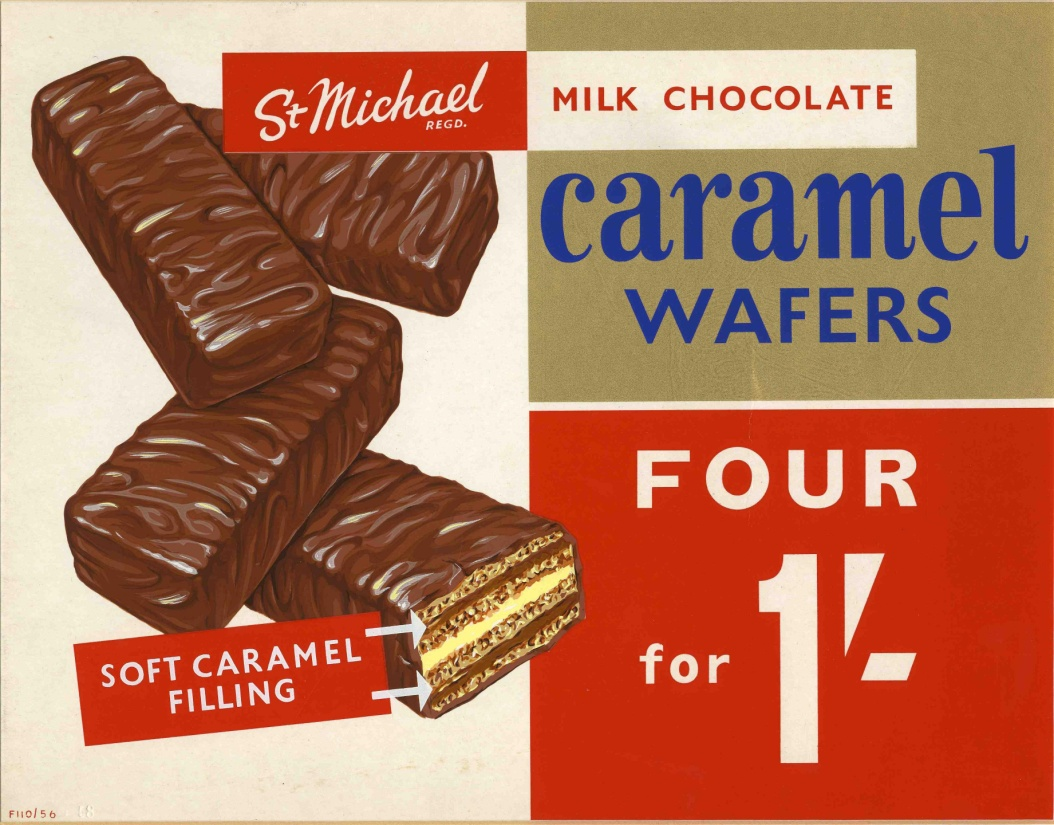 St Michael
REGD.
MILK CHOCOLATE
caramel
WAFERS
FOUR
for 1/-
SOFT CARAMEL
FILLING
F110/56